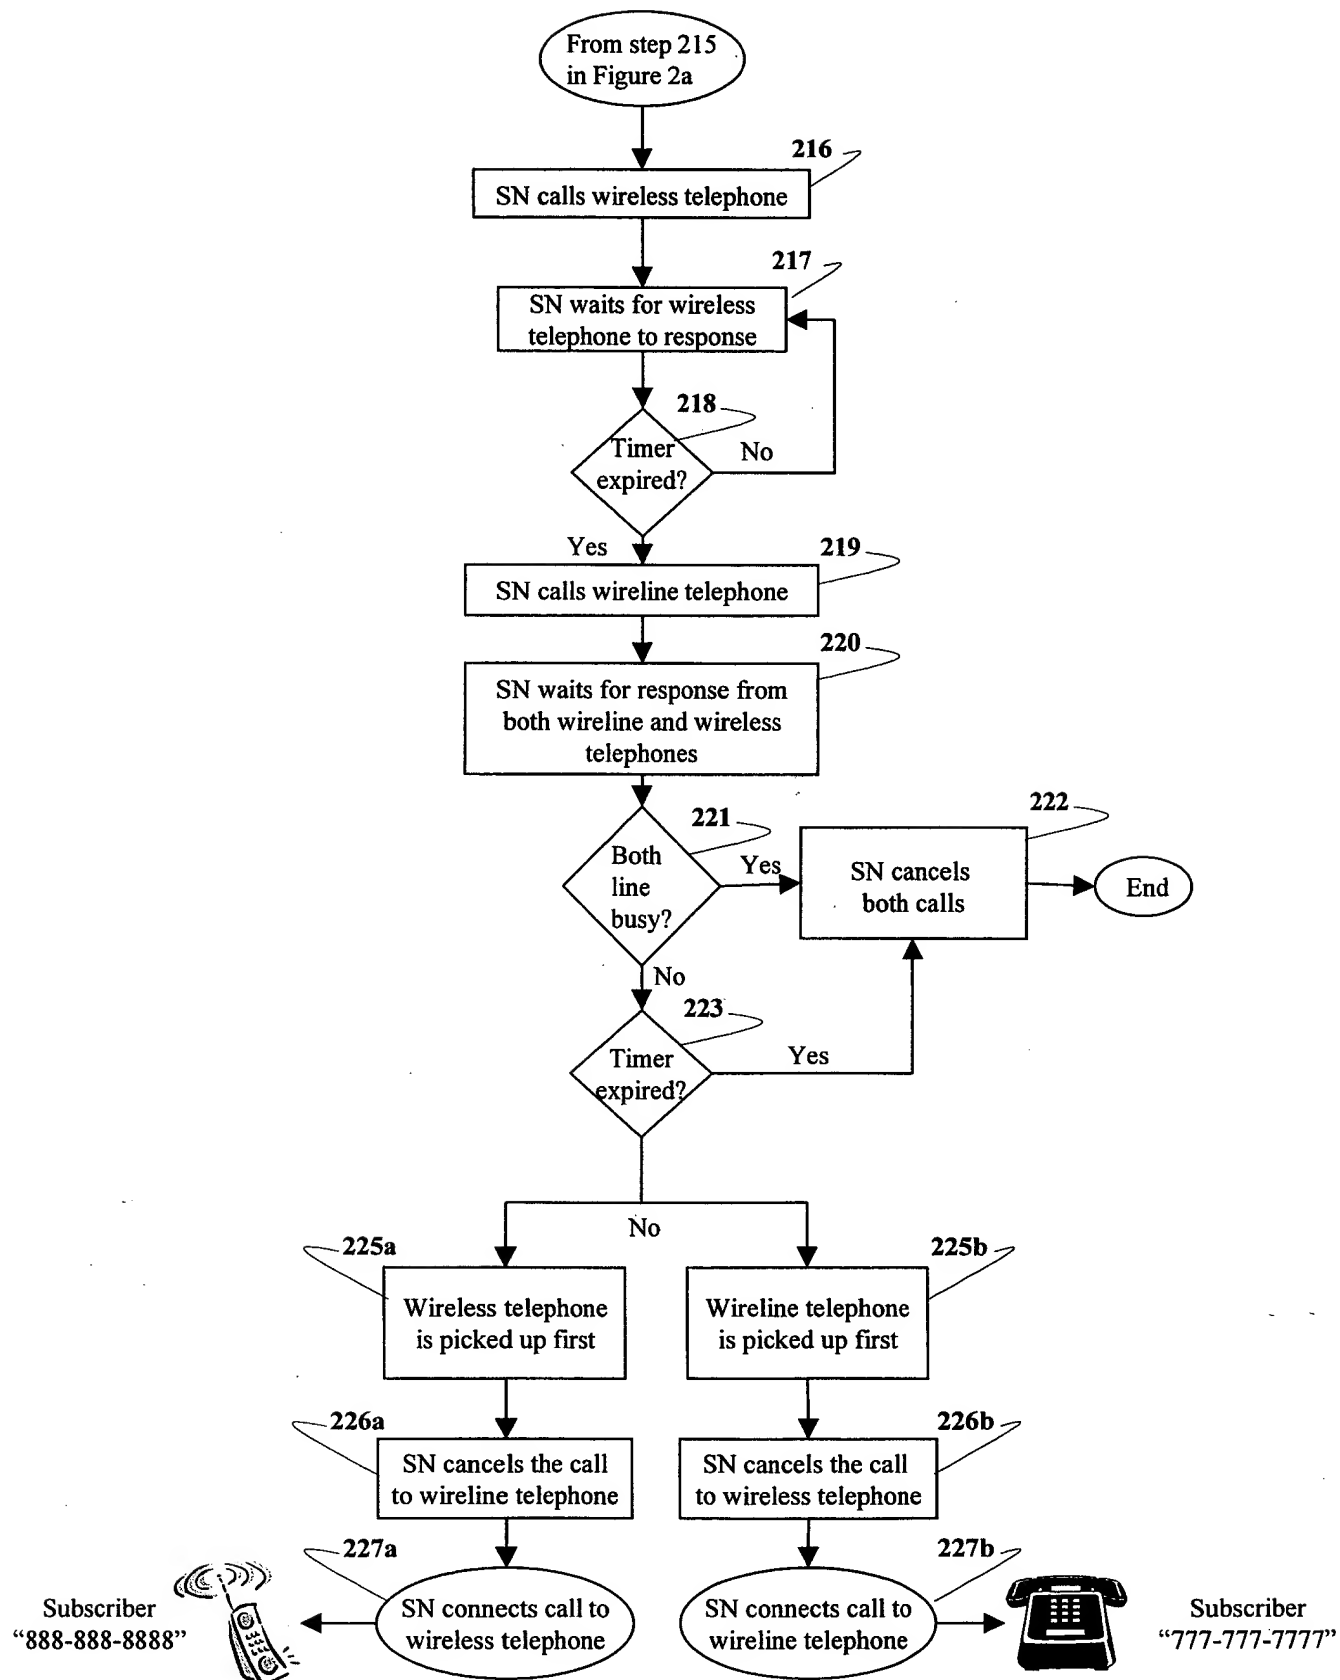 From step 215
in Figure 2a
216
SN calls wireless telephone
217
SN waits for wireless
telephone to response
218
Timer
expired?
No
Yes
219
SN calls wireline telephone
220
SN waits for response from
both wireline and wireless
telephones
221
Both
line
busy?
Yes
222
SN cancels
both calls
End
No
223
Timer
expired?
Yes
No
225a
Wireless telephone
is picked up first
225b
Wireline telephone
is picked up first
226a
SN cancels the call
to wireline telephone
226b
SN cancels the call
to wireless telephone
227a
SN connects call to
wireless telephone
227b
SN connects call to
wireline telephone
Subscriber
“888-888-8888”
Subscriber
“777-777-7777”